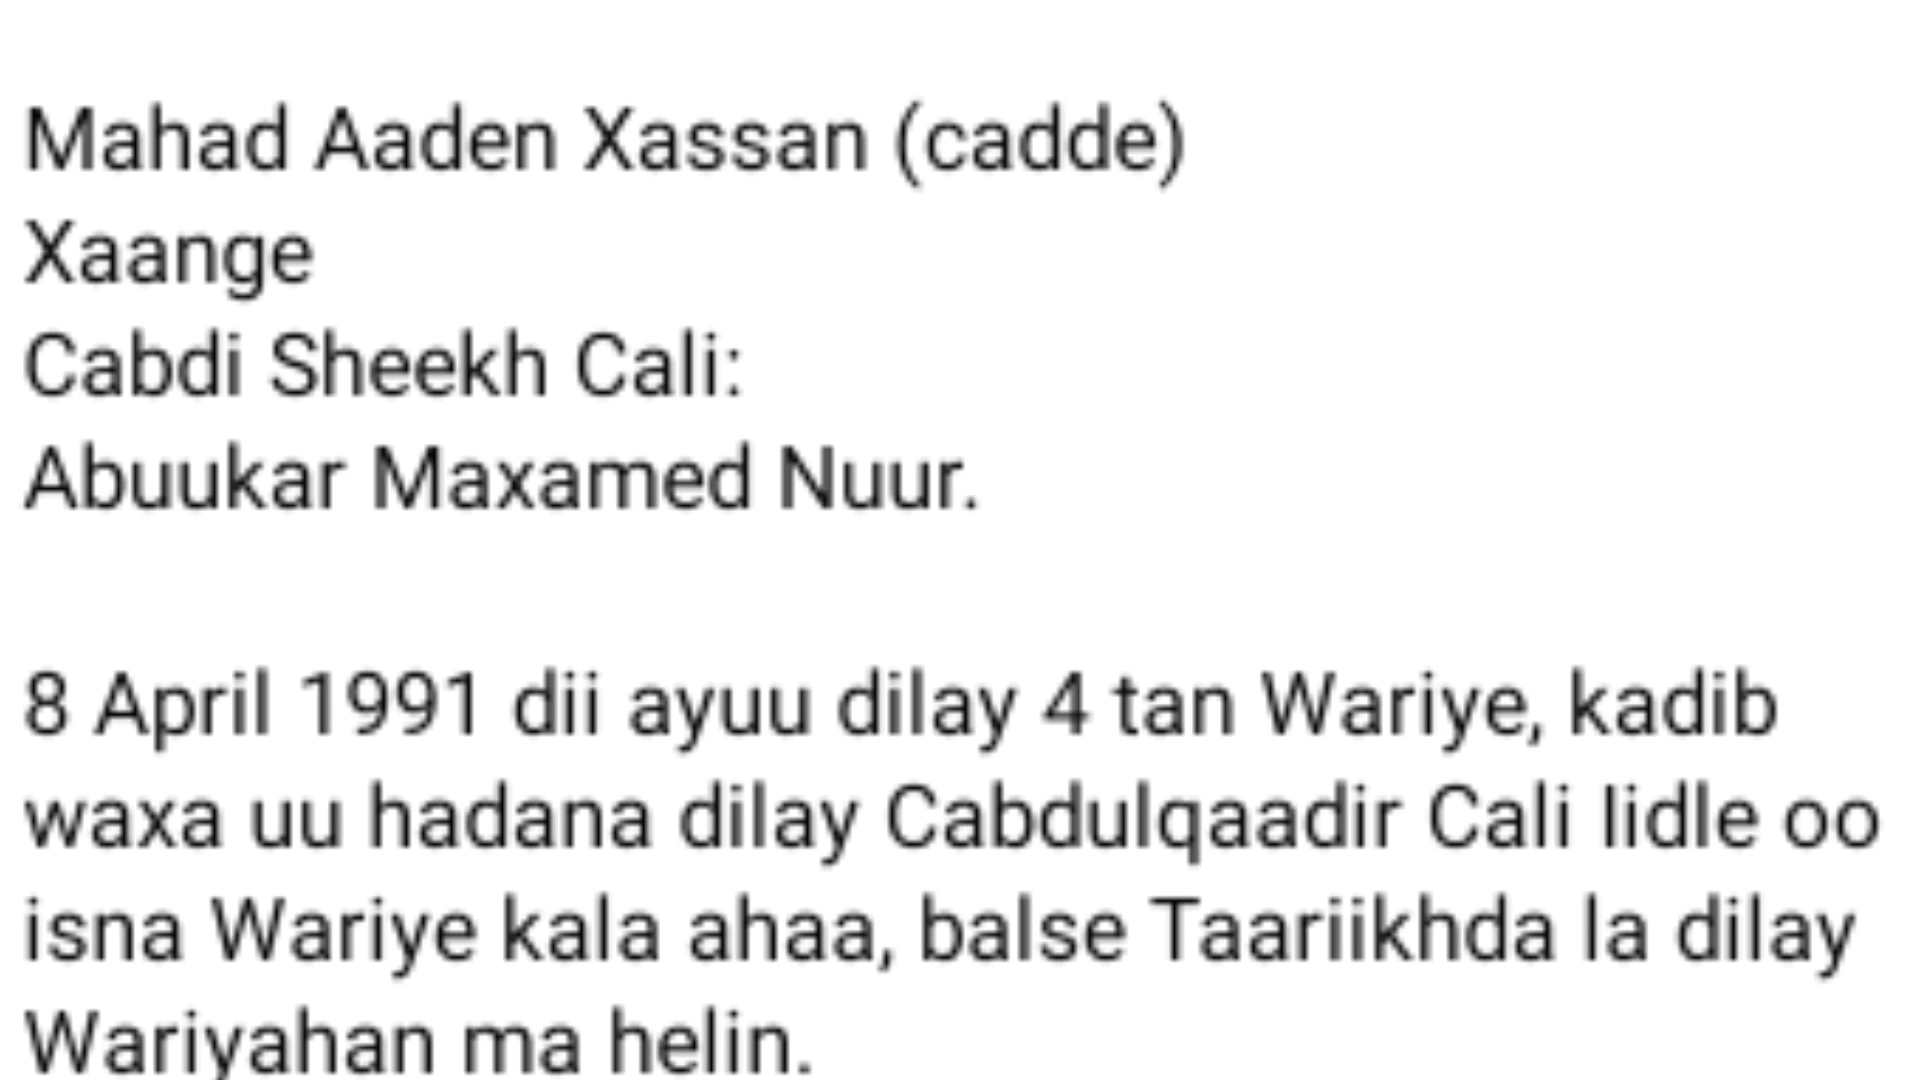 Mahad Aaden Xassan (cadde)
Xaange
Cabdi Sheekh Cali:
Abuukar Maxamed Nuur.
8 April 1991 dii ayuu dilay 4 tan Wariye, kadib
waxa uu hadana dilay Cabdulqaadir Cali Iidle oo
isna Wariye kala ahaa, balse Taariikhda la dilay
Wariyahan ma helin.